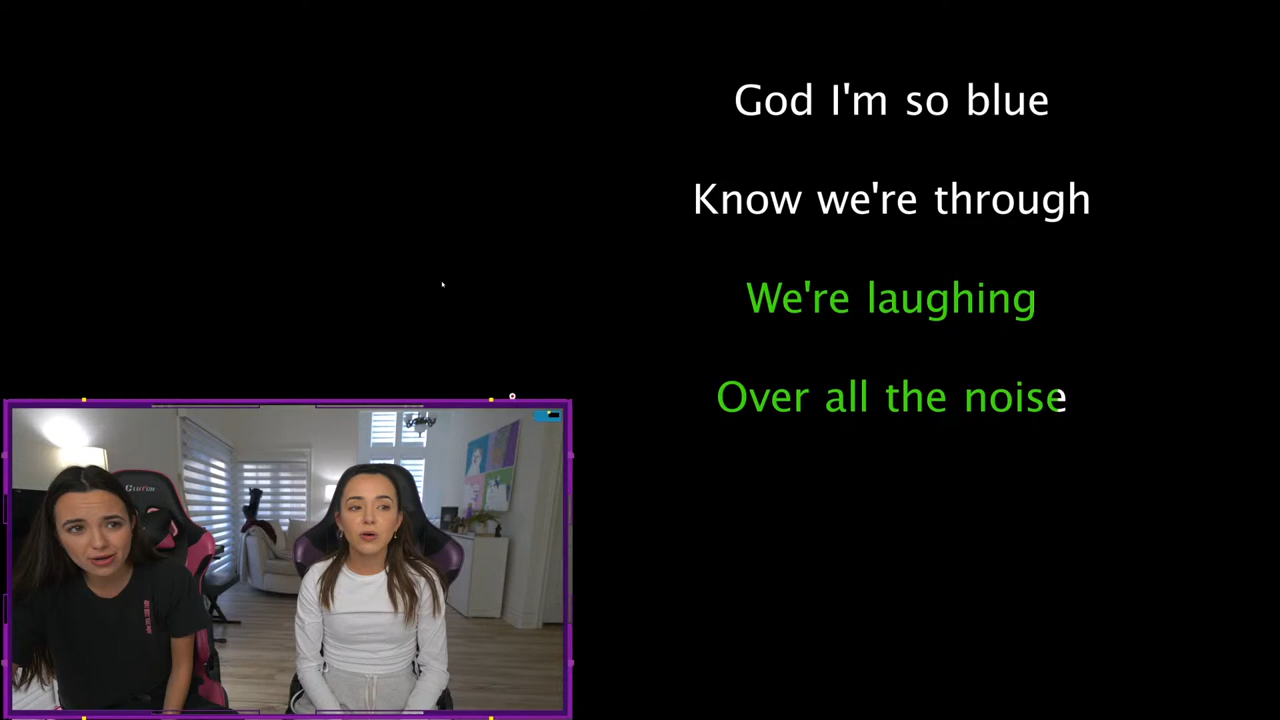 God I'm so blue
Know we're through
We're laughing
Over all the noise